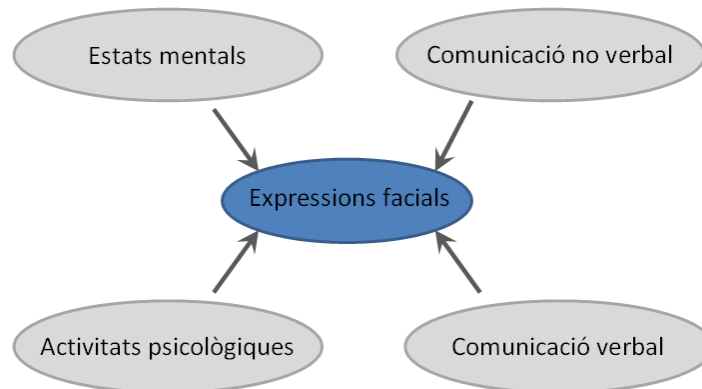 Estats mentals
Comunicació no verbal
Expressions facials
Activitats psicològiques
Comunicació verbal